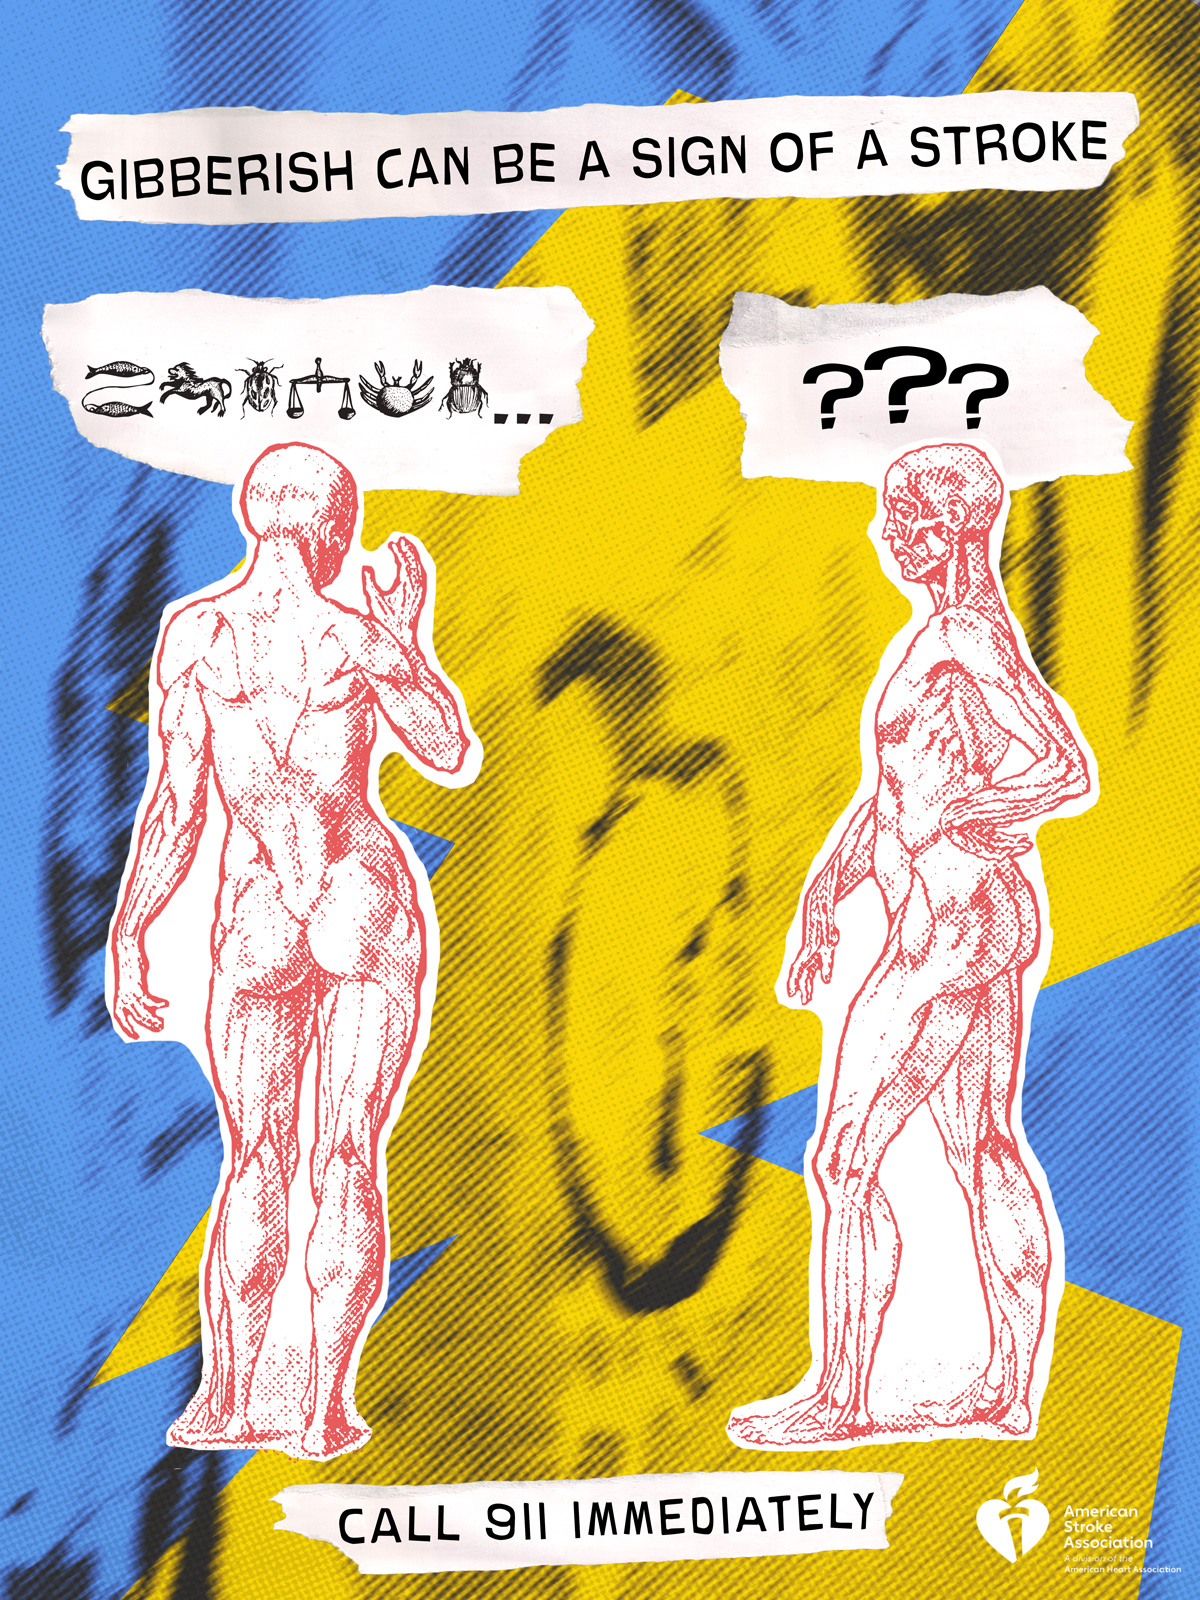 GIBBERISH CAN BE A SIGN OF A STROKE
...
???
CALL 911 IMMEDIATELY
American
Stroke
Association
A division of the
American Heart Association